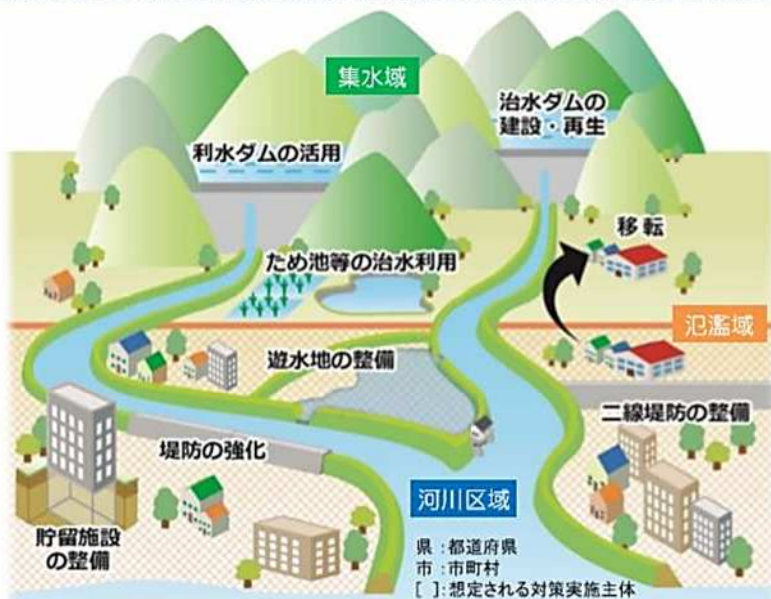 集水域
治水ダムの
建設・再生
利水ダムの活用
移転
ため池等の治水利用
氾濫域
遊水地の整備
二線堤防の整備
堤防の強化
河川区域
貯留施設
の整備
県:都道府県
市:市町村
[ ]:想定される対策実施主体